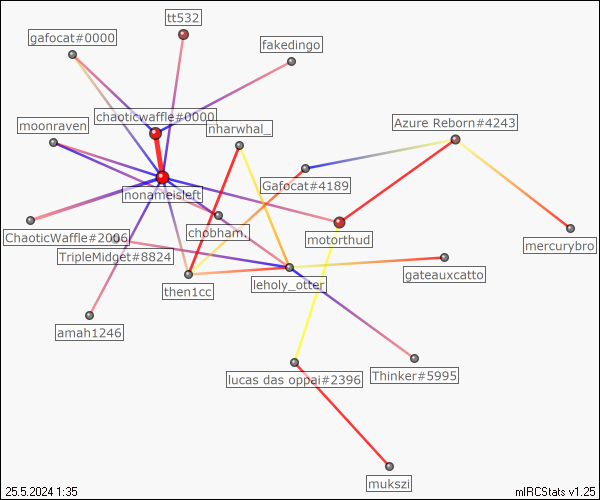 tt532
gafocat#0000
fakedingo
chaoticwaffle#0000
Azure Reborn#4243
moonraven
nharwhal_
Gafocat#4189
nonameisleft
chobham.
ChaoticWaffle#2006
motorthud
mercurybro
TripleMidget#8824
gateauxcatto
leholy_otter
then1cc
amah1246
lucas das oppai#2396
Thinker#5995
mukszi
25.5.2024 1:35
mIRCStats v1.25